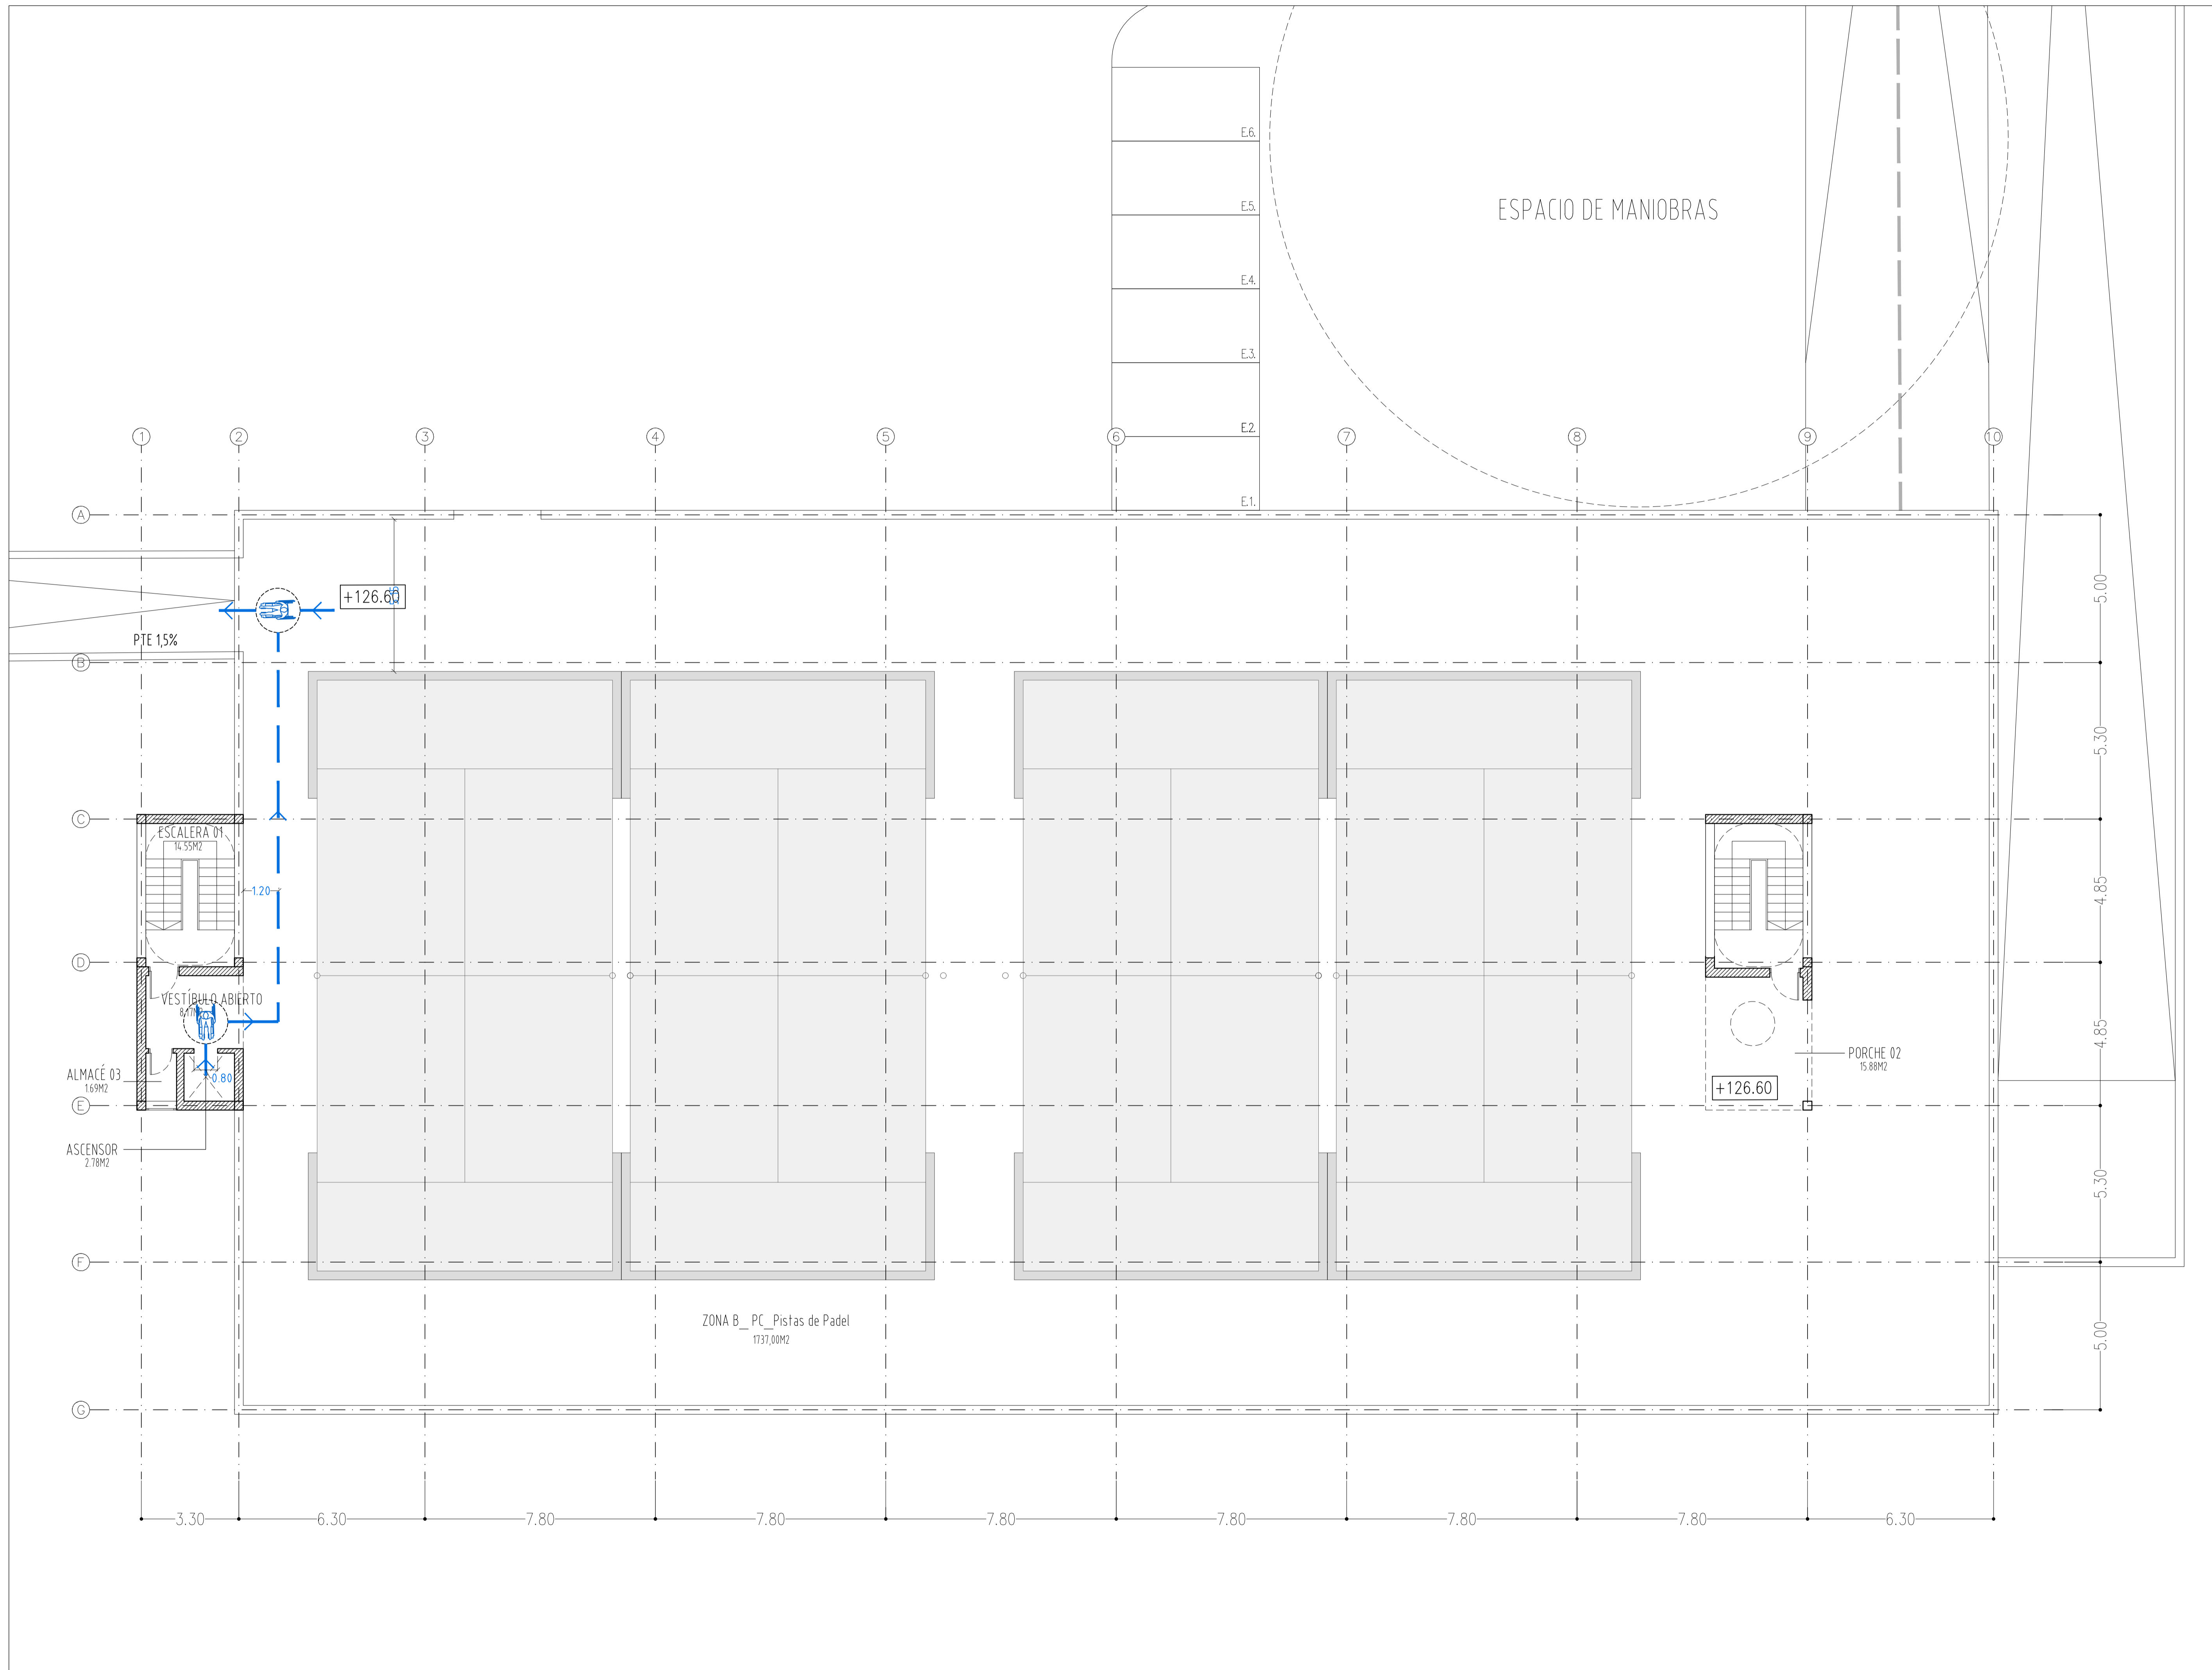 E.6.
E.5.
ESPACIO DE MANIOBRAS
E.4.
E.3.
E.2.
1
2
3
4
5
6
7
8
9
10
E.1.
A
+126.60
5.00
PTE 1,5%
B
5.30
C
ESCALERA 01
14.55M2
1.20
4.85
D
VESTÍBULO ABIERTO
8.17M2
4.85
ALMACÉ 03
1.69M2
0.80
PORCHE 02
15.88M2
+126.60
E
ASCENSOR
2.78M2
5.30
F
ZONA B_ PC_Pistas de Padel
1737,00M2
5.00
G
3.30
6.30
7.80
7.80
7.80
7.80
7.80
7.80
6.30